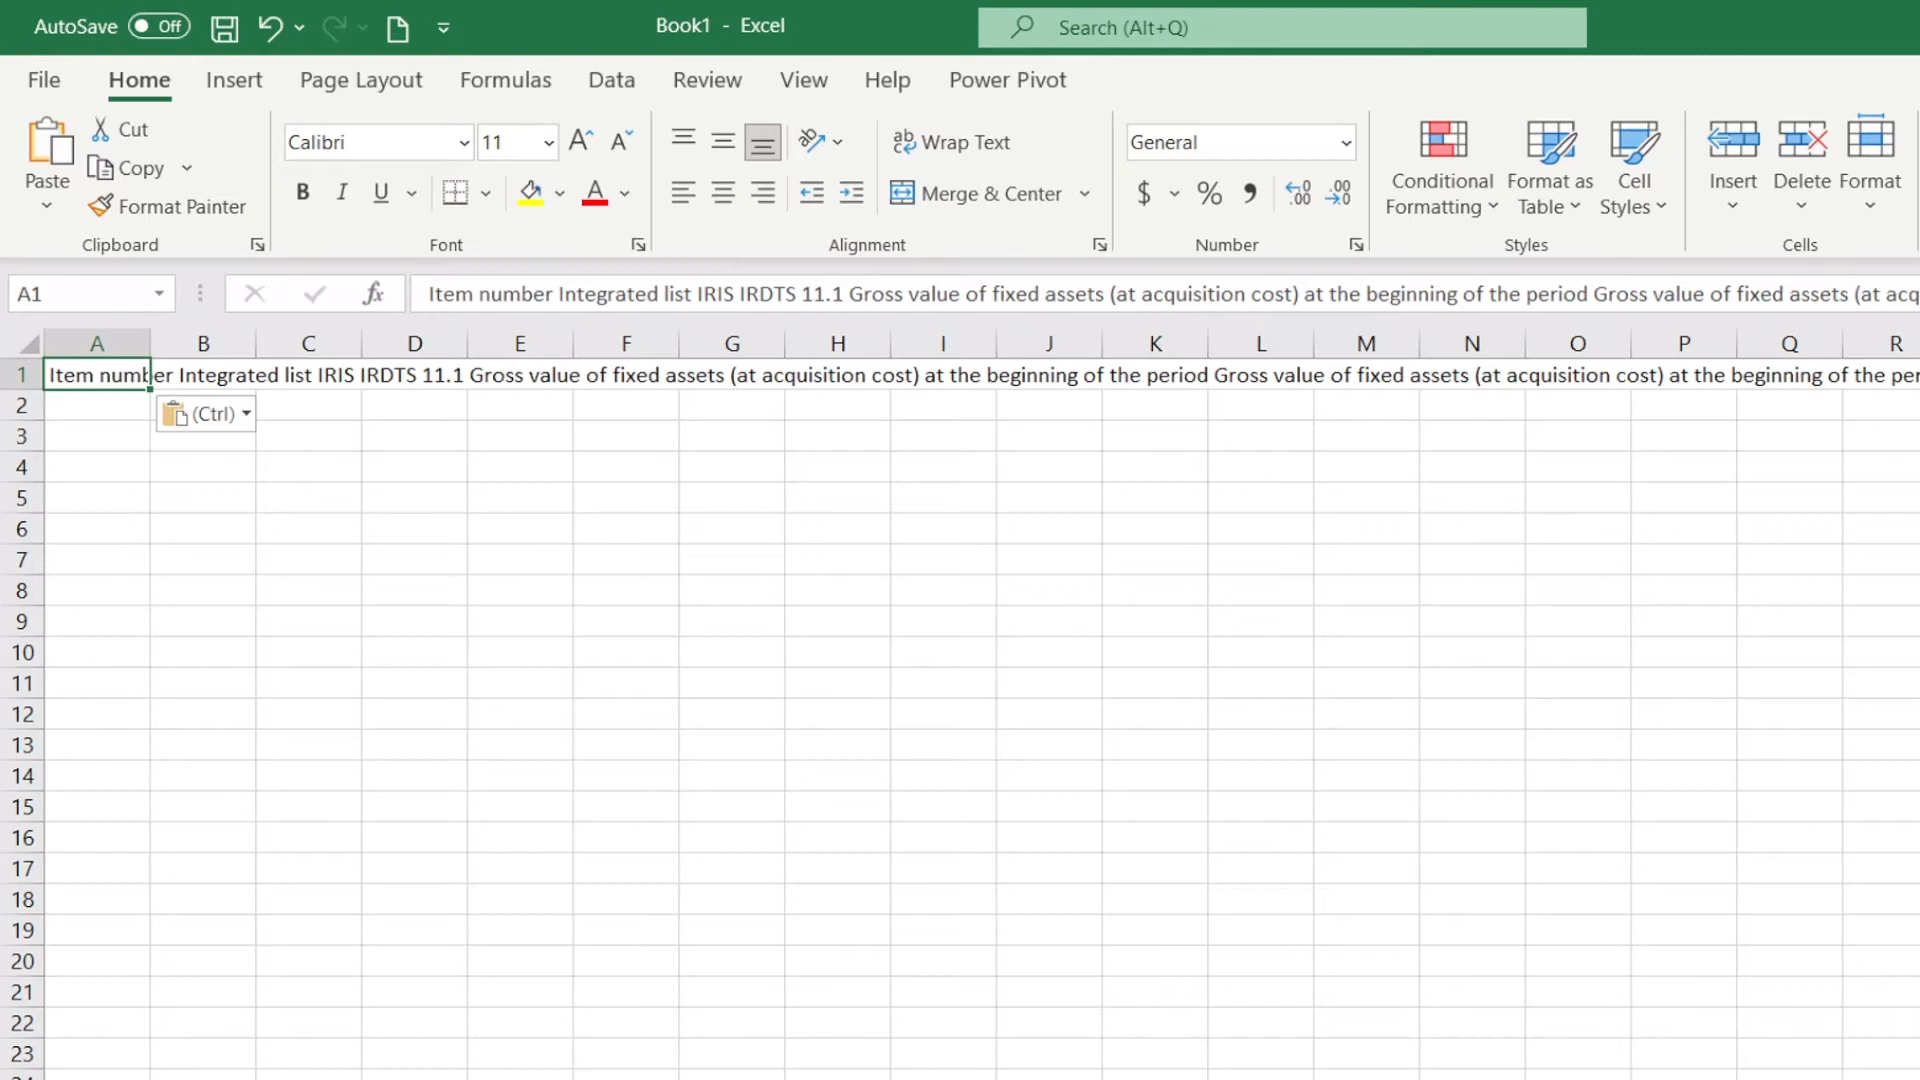 AutoSave Off Book1 - Excel Search (Alt+Q)
File Home Insert Page Layout Formulas Data Review View Help Power Pivot
Paste Cut Copy Format Painter Clipboard
Calibri 11 B I U Font
Wrap Text Merge & Center Alignment
General $ % Number
Conditional Formatting Format as Table Cell Styles Styles
Insert Delete Format Cells
A1 fx Item number Integrated list IRIS IRDTS 11.1 Gross value of fixed assets (at acquisition cost) at the beginning of the period Gross value of fixed assets (at acq
A B C D E F G H I J K L M N O P Q R
1 Item number Integrated list IRIS IRDTS 11.1 Gross value of fixed assets (at acquisition cost) at the beginning of the period Gross value of fixed assets (at acquisition cost) at the beginning of the per
2 (Ctrl)
3
4
5
6
7
8
9
10
11
12
13
14
15
16
17
18
19
20
21
22
23